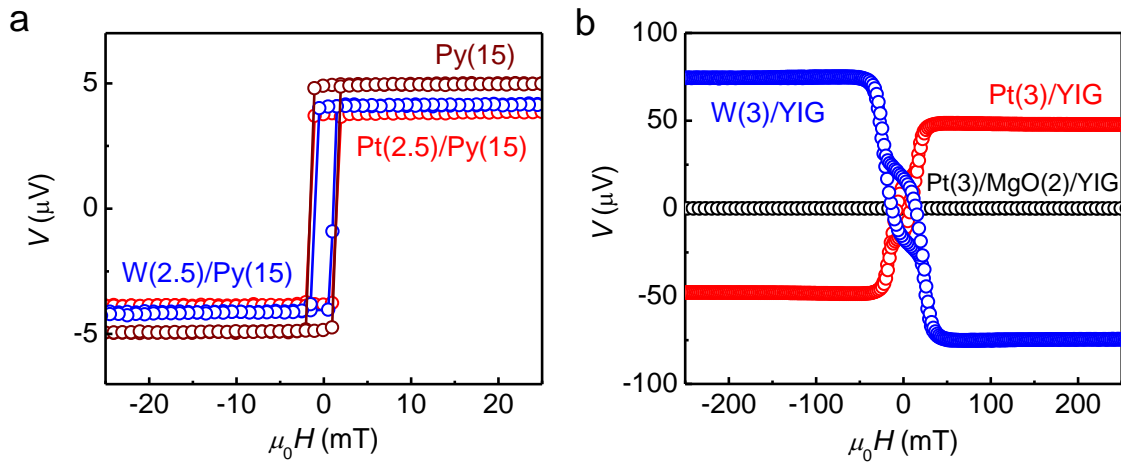 a
Py(15)
Pt(2.5)/Py(15)
W(2.5)/Py(15)
5
0
-5
V (μV)
-20 -10 0 10 20
μ₀H (mT)
b
W(3)/YIG
Pt(3)/YIG
Pt(3)/MgO(2)/YIG
100
50
0
-50
-100
V (μV)
-200 -100 0 100 200
μ₀H (mT)